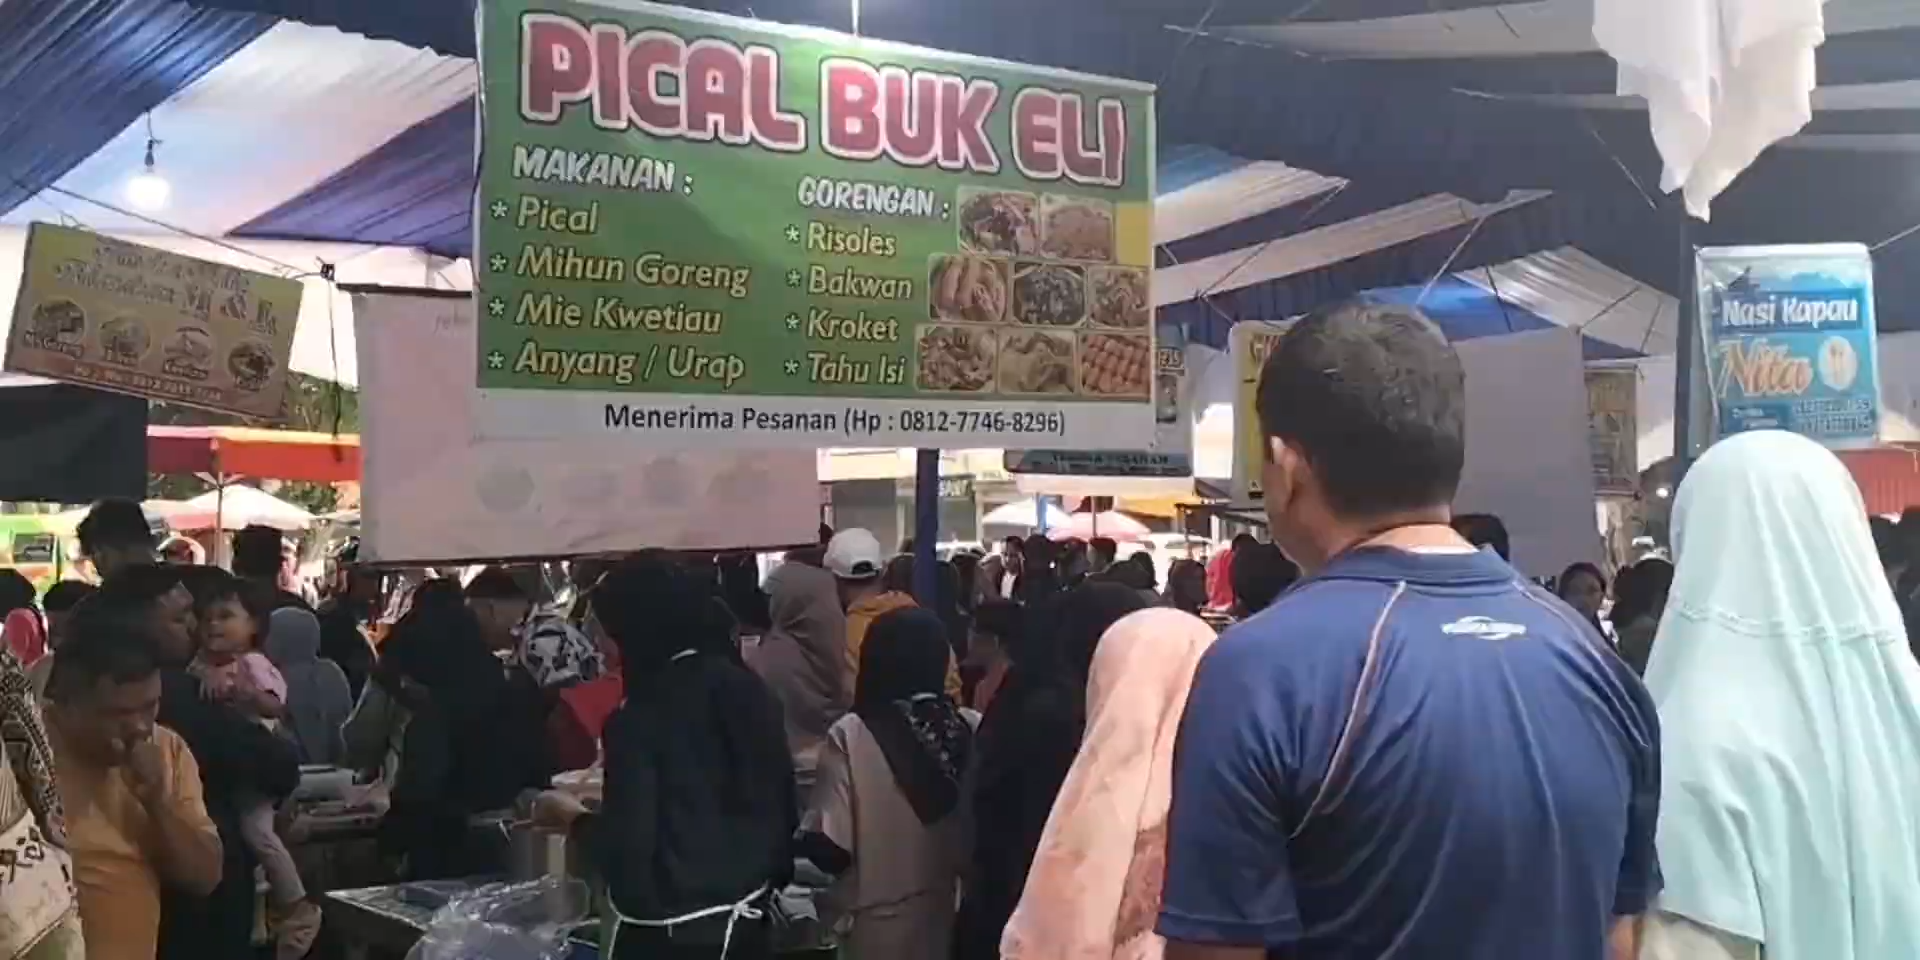 PICAL BUK ELI
MAKANAN :
* Pical
* Mihun Goreng
* Mie Kwetiau
* Anyang / Urap
GORENGAN :
* Risoles
* Bakwan
* Kroket
* Tahu Isi
Menerima Pesanan (Hp : 0812-7746-8296)
Nasi Kapau
Nita